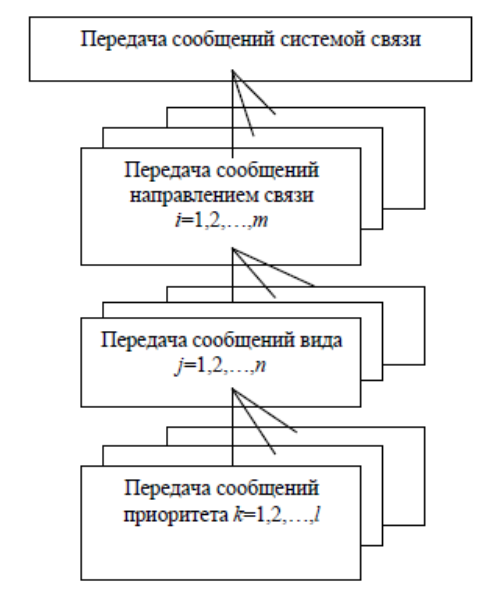 Передача сообщений системой связи
Передача сообщений
направлением связи
i=1,2,…,m
Передача сообщений вида
j=1,2,…,n
Передача сообщений
приоритета k=1,2,…,l